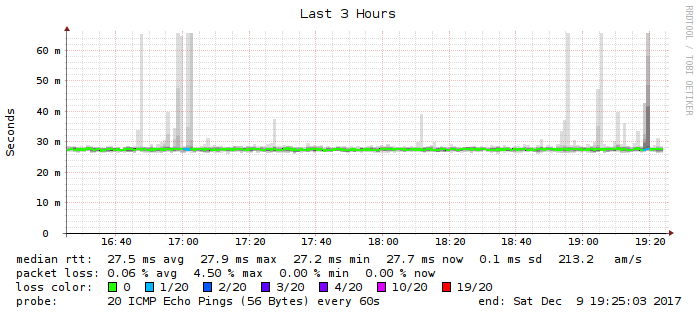 Last 3 Hours
RRDTOOL / TOBI OETIKER
Seconds
60 m
50 m
40 m
30 m
20 m
10 m
0
16:40 17:00 17:20 17:40 18:00 18:20 18:40 19:00 19:20
median rtt: 27.5 ms avg 27.9 ms max 27.2 ms min 27.7 ms now 0.1 ms sd 213.2 am/s
packet loss: 0.06 % avg 4.50 % max 0.00 % min 0.00 % now
loss color: 0 1/20 2/20 3/20 4/20 10/20 19/20
probe: 20 ICMP Echo Pings (56 Bytes) every 60s end: Sat Dec 9 19:25:03 2017